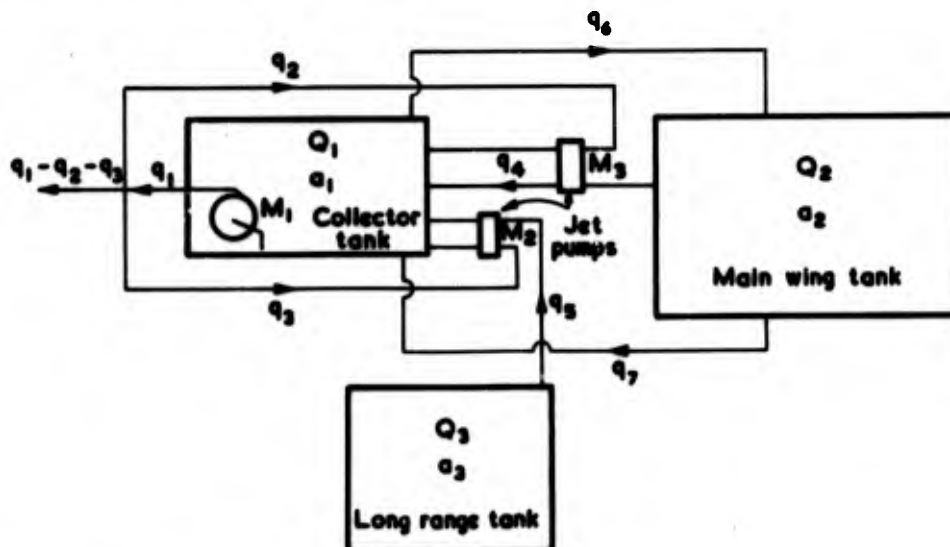 q6
q2
Q1
a1
q1-q2-q3
q1
M1
Collector
tank
q4
M3
Jet
pumps
M2
q3
q5
Q2
a2
Main wing tank
q7
Q3
a3
Long range tank